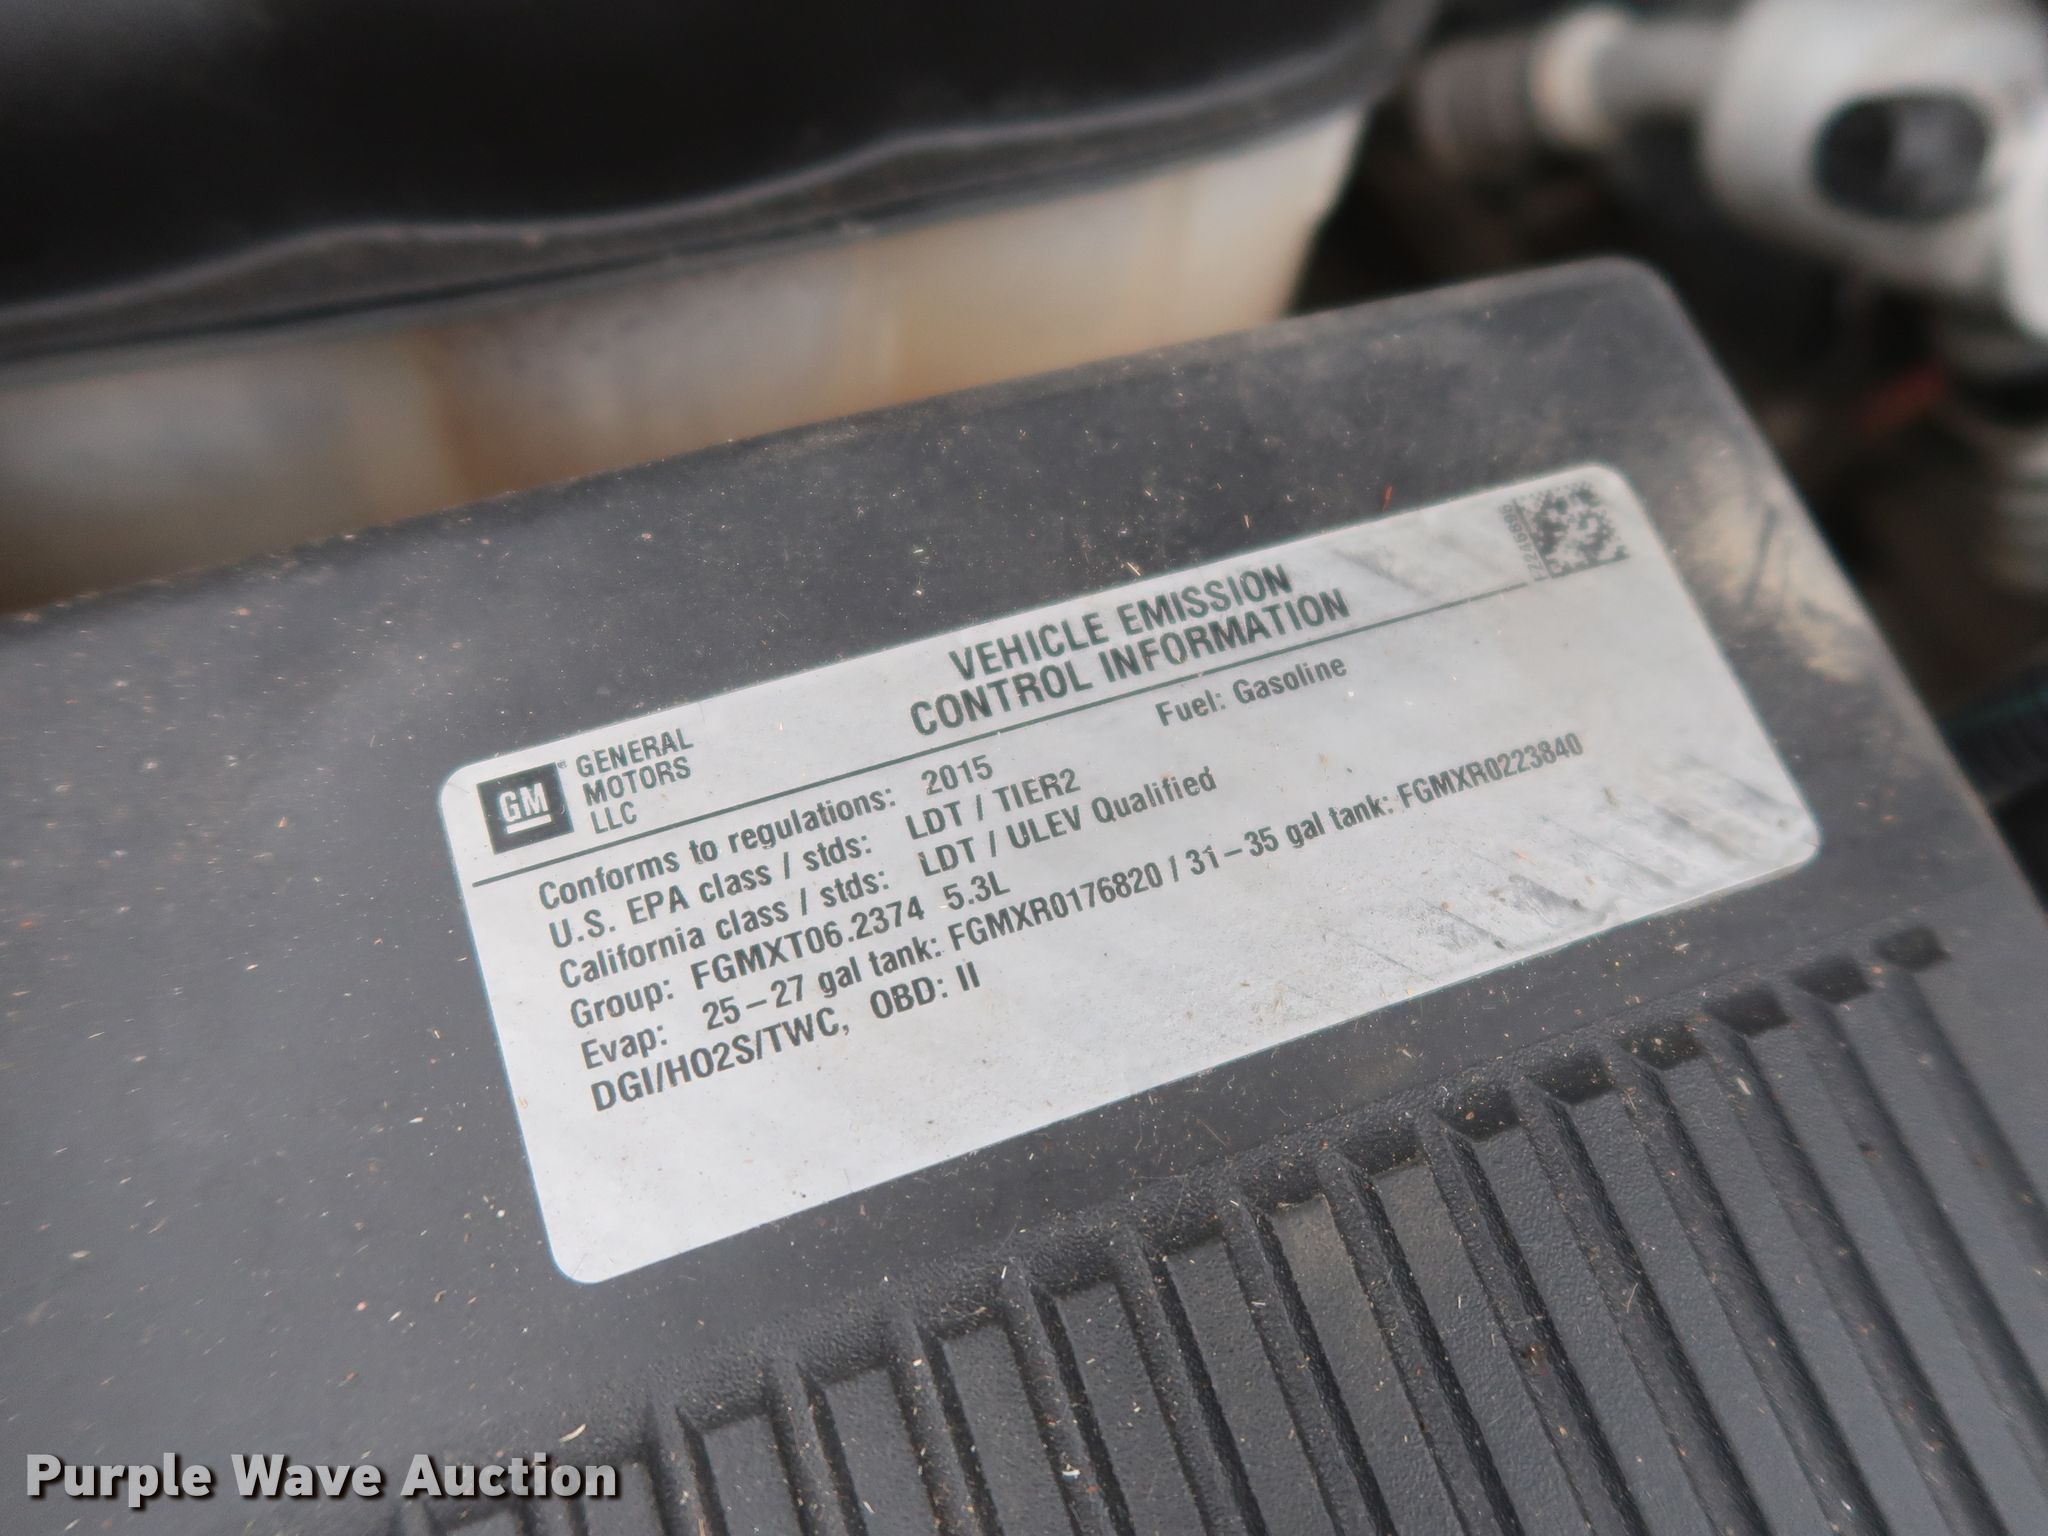 VEHICLE EMISSION
CONTROL INFORMATION
GM
GENERAL
MOTORS
LLC
Conforms to regulations: 2015 Fuel: Gasoline
U.S. EPA class / stds: LDT / TIER2
California class / stds: LDT / ULEV Qualified
Group: FGMXT06.2374 5.3L
Evap: 25–27 gal tank: FGMXR0176820 / 31–35 gal tank: FGMXR0223840
DGI/HO2S/TWC, OBD: II
Purple Wave Auction